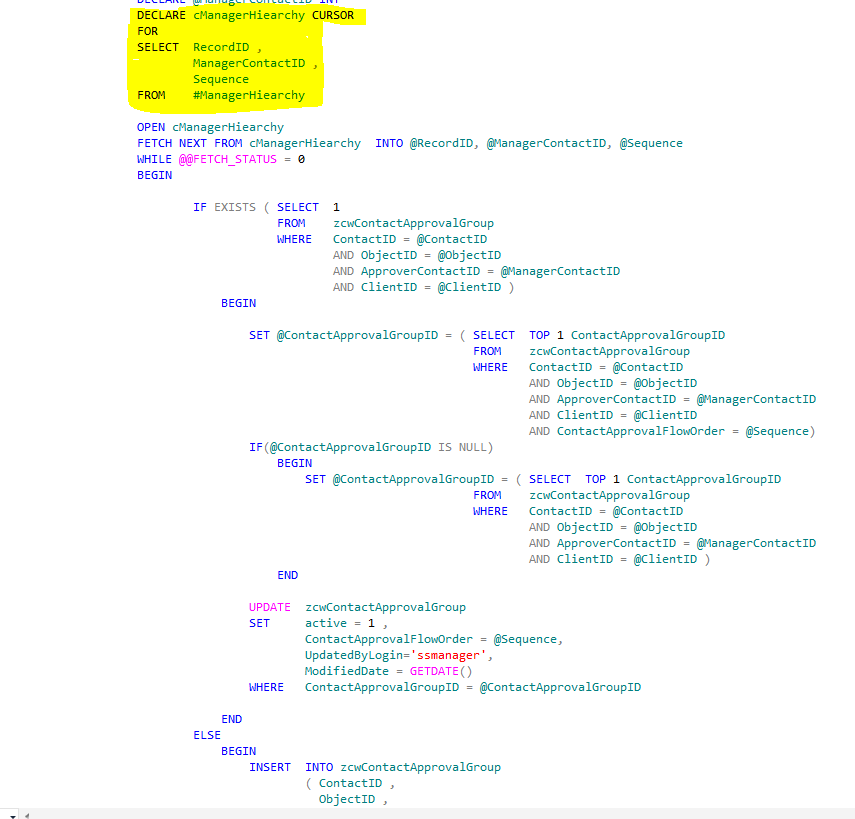 DECLARE @ManagerContactID INT
DECLARE cManagerHiearchy CURSOR
FOR
SELECT RecordID ,
ManagerContactID ,
Sequence
FROM #ManagerHiearchy
OPEN cManagerHiearchy
FETCH NEXT FROM cManagerHiearchy INTO @RecordID, @ManagerContactID, @Sequence
WHILE @@FETCH_STATUS = 0
BEGIN
IF EXISTS ( SELECT 1
FROM zcwContactApprovalGroup
WHERE ContactID = @ContactID
AND ObjectID = @ObjectID
AND ApproverContactID = @ManagerContactID
AND ClientID = @ClientID )
BEGIN
SET @ContactApprovalGroupID = ( SELECT TOP 1 ContactApprovalGroupID
FROM zcwContactApprovalGroup
WHERE ContactID = @ContactID
AND ObjectID = @ObjectID
AND ApproverContactID = @ManagerContactID
AND ClientID = @ClientID
AND ContactApprovalFlowOrder = @Sequence)
IF(@ContactApprovalGroupID IS NULL)
BEGIN
SET @ContactApprovalGroupID = ( SELECT TOP 1 ContactApprovalGroupID
FROM zcwContactApprovalGroup
WHERE ContactID = @ContactID
AND ObjectID = @ObjectID
AND ApproverContactID = @ManagerContactID
AND ClientID = @ClientID )
END
UPDATE zcwContactApprovalGroup
SET active = 1 ,
ContactApprovalFlowOrder = @Sequence,
UpdatedByLogin='ssmanager',
ModifiedDate = GETDATE()
WHERE ContactApprovalGroupID = @ContactApprovalGroupID
END
ELSE
BEGIN
INSERT INTO zcwContactApprovalGroup
( ContactID ,
ObjectID ,